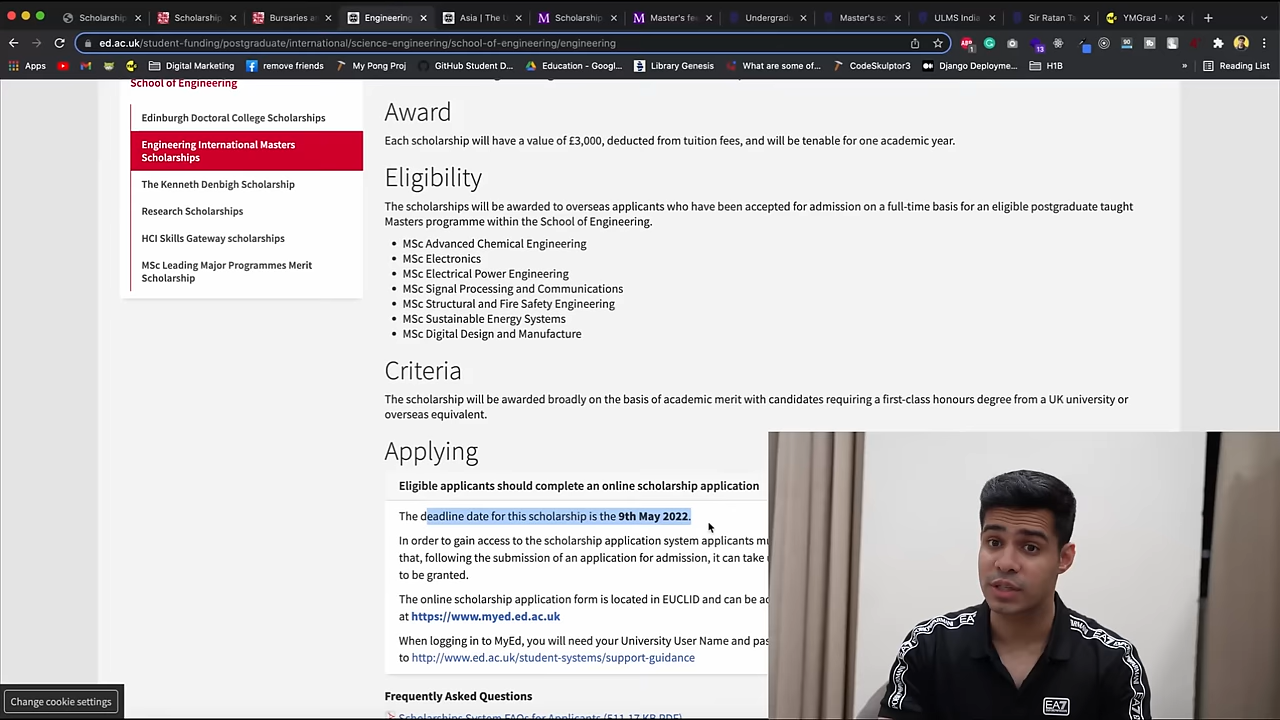 Scholarship
Scholarship
Bursaries a
Engineering
Asia | The U
Scholarship
Master's fe
Undergradu
Master's sc
ULMS India
Sir Ratan Ta
YMGrad - M
ed.ac.uk/student-funding/postgraduate/international/science-engineering/school-of-engineering/engineering
Apps
Digital Marketing
remove friends
My Pong Proj
GitHub Student D...
Education – Googl...
Library Genesis
What are some of...
CodeSkulptor3
Django Deployme...
H1B
»
Reading List
School of Engineering
Edinburgh Doctoral College Scholarships
Engineering International Masters
Scholarships
The Kenneth Denbigh Scholarship
Research Scholarships
HCI Skills Gateway scholarships
MSc Leading Major Programmes Merit
Scholarship
Award
Each scholarship will have a value of £3,000, deducted from tuition fees, and will be tenable for one academic year.
Eligibility
The scholarships will be awarded to overseas applicants who have been accepted for admission on a full-time basis for an eligible postgraduate taught
Masters programme within the School of Engineering.
• MSc Advanced Chemical Engineering
• MSc Electronics
• MSc Electrical Power Engineering
• MSc Signal Processing and Communications
• MSc Structural and Fire Safety Engineering
• MSc Sustainable Energy Systems
• MSc Digital Design and Manufacture
Criteria
The scholarship will be awarded broadly on the basis of academic merit with candidates requiring a first-class honours degree from a UK university or
overseas equivalent.
Applying
Eligible applicants should complete an online scholarship application
The deadline date for this scholarship is the 9th May 2022.
In order to gain access to the scholarship application system applicants mu
that, following the submission of an application for admission, it can take u
to be granted.
The online scholarship application form is located in EUCLID and can be ac
at https://www.myed.ed.ac.uk
When logging in to MyEd, you will need your University User Name and pas
to http://www.ed.ac.uk/student-systems/support-guidance
Frequently Asked Questions
Scholarships System FAQs for Applicants (511.17 KB PDF)
Change cookie settings
EA7
EA7